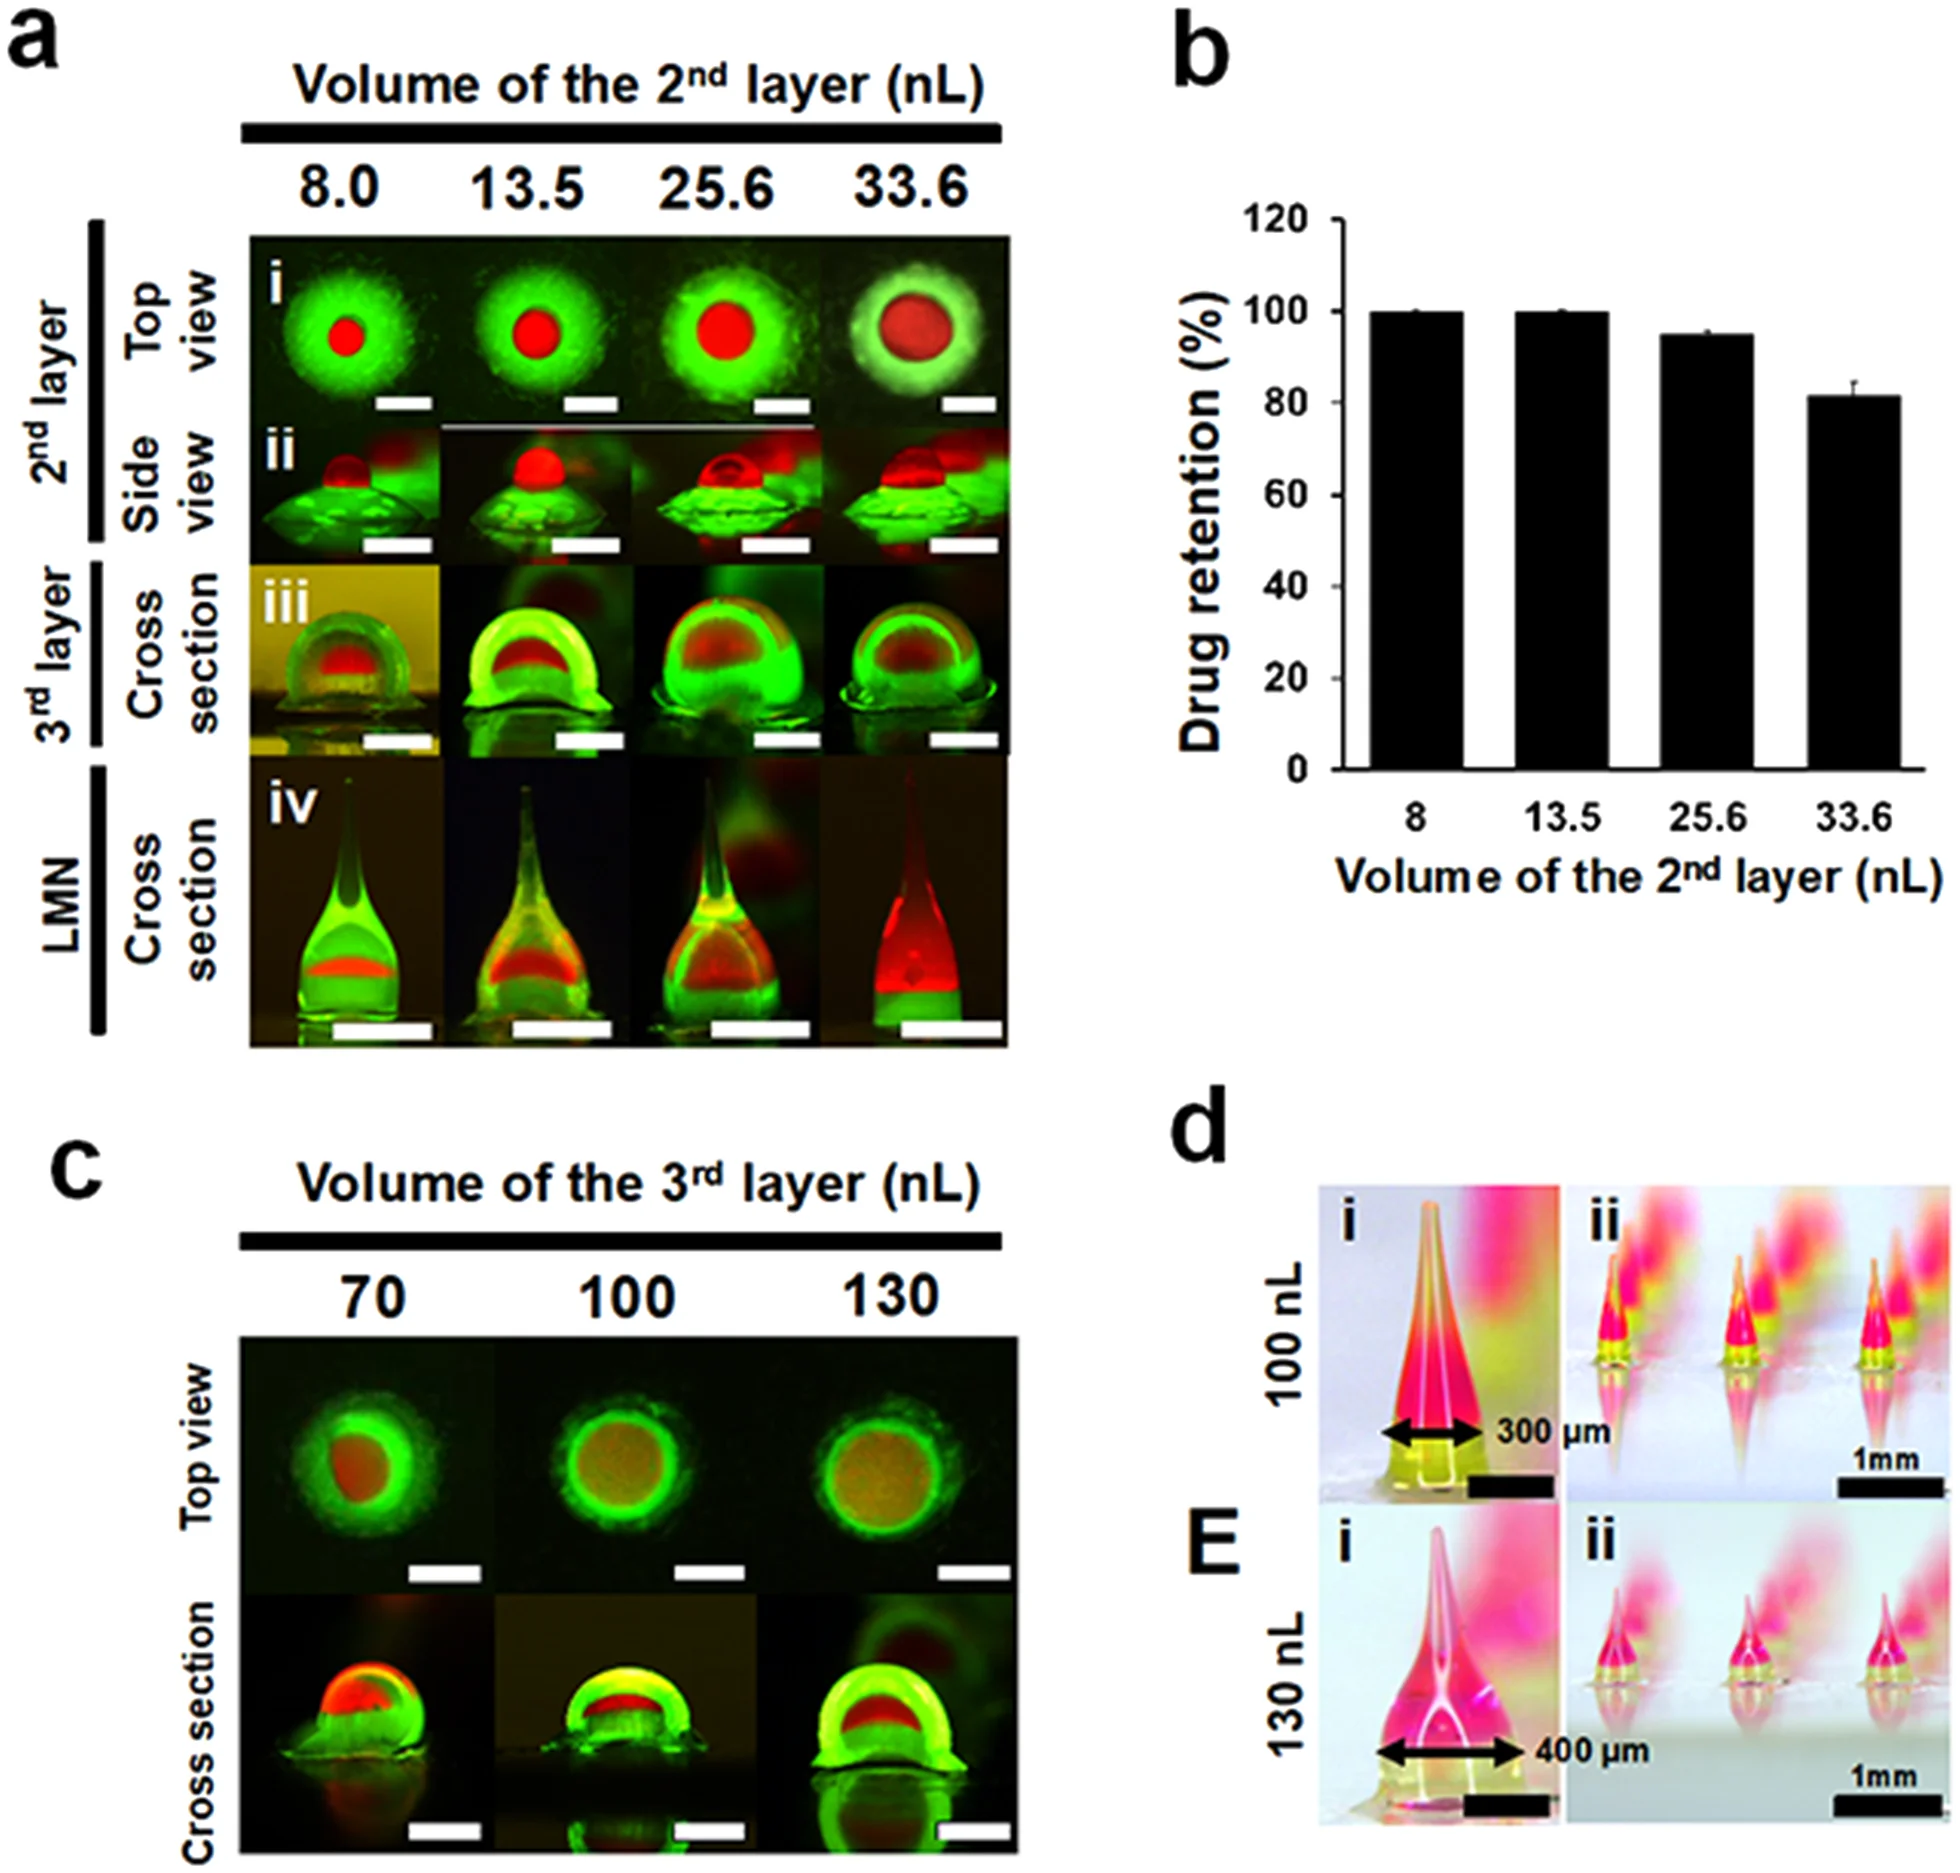 a
Volume of the 2nd layer (nL)
8.0 13.5 25.6 33.6
2nd layer
Top view
Side view
3rd layer
Cross section
LMN
Cross section
i
ii
iii
iv
b
Drug retention (%)
120
100
80
60
40
20
0
8 13.5 25.6 33.6
Volume of the 2nd layer (nL)
c
Volume of the 3rd layer (nL)
70 100 130
Top view
Cross section
d
100 nL
i
300 µm
ii
1mm
E
130 nL
i
400 µm
ii
1mm